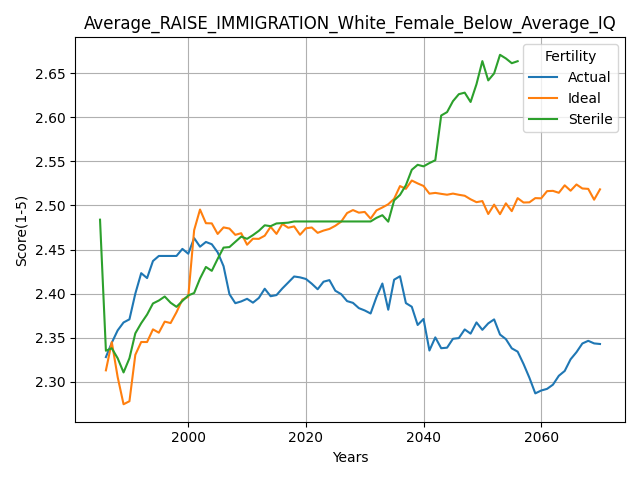 Average_RAISE_IMMIGRATION_White_Female_Below_Average_IQ
Fertility
Actual
Ideal
Sterile
Score(1-5)
2.65
2.60
2.55
2.50
2.45
2.40
2.35
2.30
2000
2020
2040
2060
Years